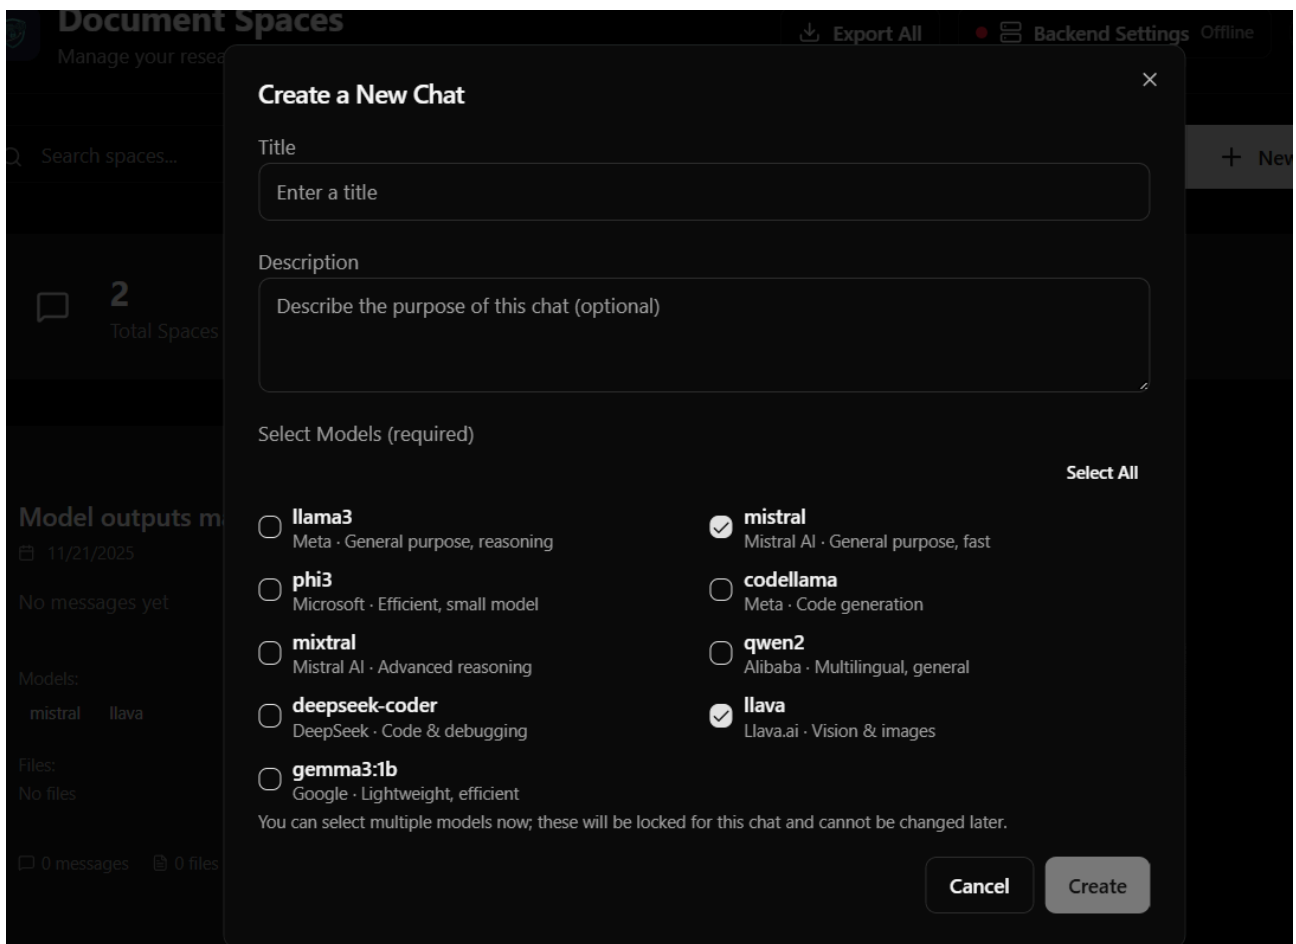 Document Spaces
Manage your resea
Export All
Backend Settings Offline
Search spaces...
New
2
Total Spaces
Model outputs m
11/21/2025
No messages yet
Models:
mistral llava
Files:
No files
0 messages 0 files
Create a New Chat
Title
Enter a title
Description
Describe the purpose of this chat (optional)
Select Models (required)
Select All
llama3
Meta · General purpose, reasoning
mistral
Mistral AI · General purpose, fast
phi3
Microsoft · Efficient, small model
codellama
Meta · Code generation
mixtral
Mistral AI · Advanced reasoning
qwen2
Alibaba · Multilingual, general
deepseek-coder
DeepSeek · Code & debugging
llava
Llava.ai · Vision & images
gemma3:1b
Google · Lightweight, efficient
You can select multiple models now; these will be locked for this chat and cannot be changed later.
Cancel
Create